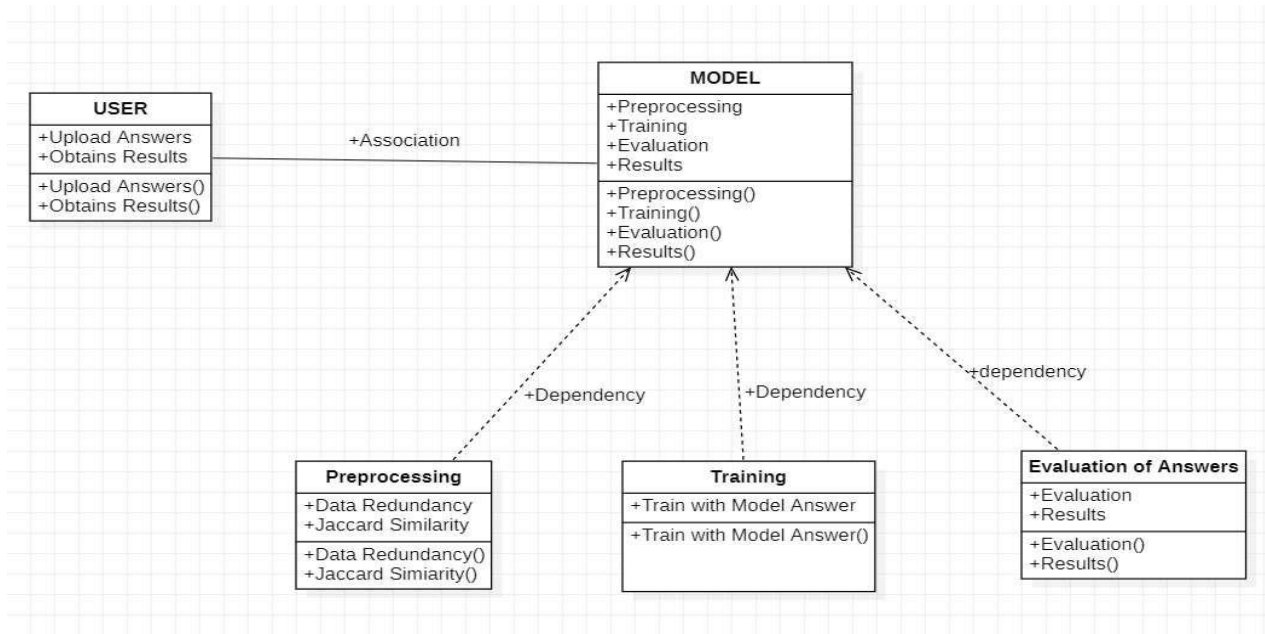 USER
+Upload Answers
+Obtains Results
+Upload Answers()
+Obtains Results()
+Association
MODEL
+Preprocessing
+Training
+Evaluation
+Results
+Preprocessing()
+Training()
+Evaluation()
+Results()
+Dependency
+Dependency
+dependency
Preprocessing
+Data Redundancy
+Jaccard Similarity
+Data Redundancy()
+Jaccard Simiarity()
Training
+Train with Model Answer
+Train with Model Answer()
Evaluation of Answers
+Evaluation
+Results
+Evaluation()
+Results()